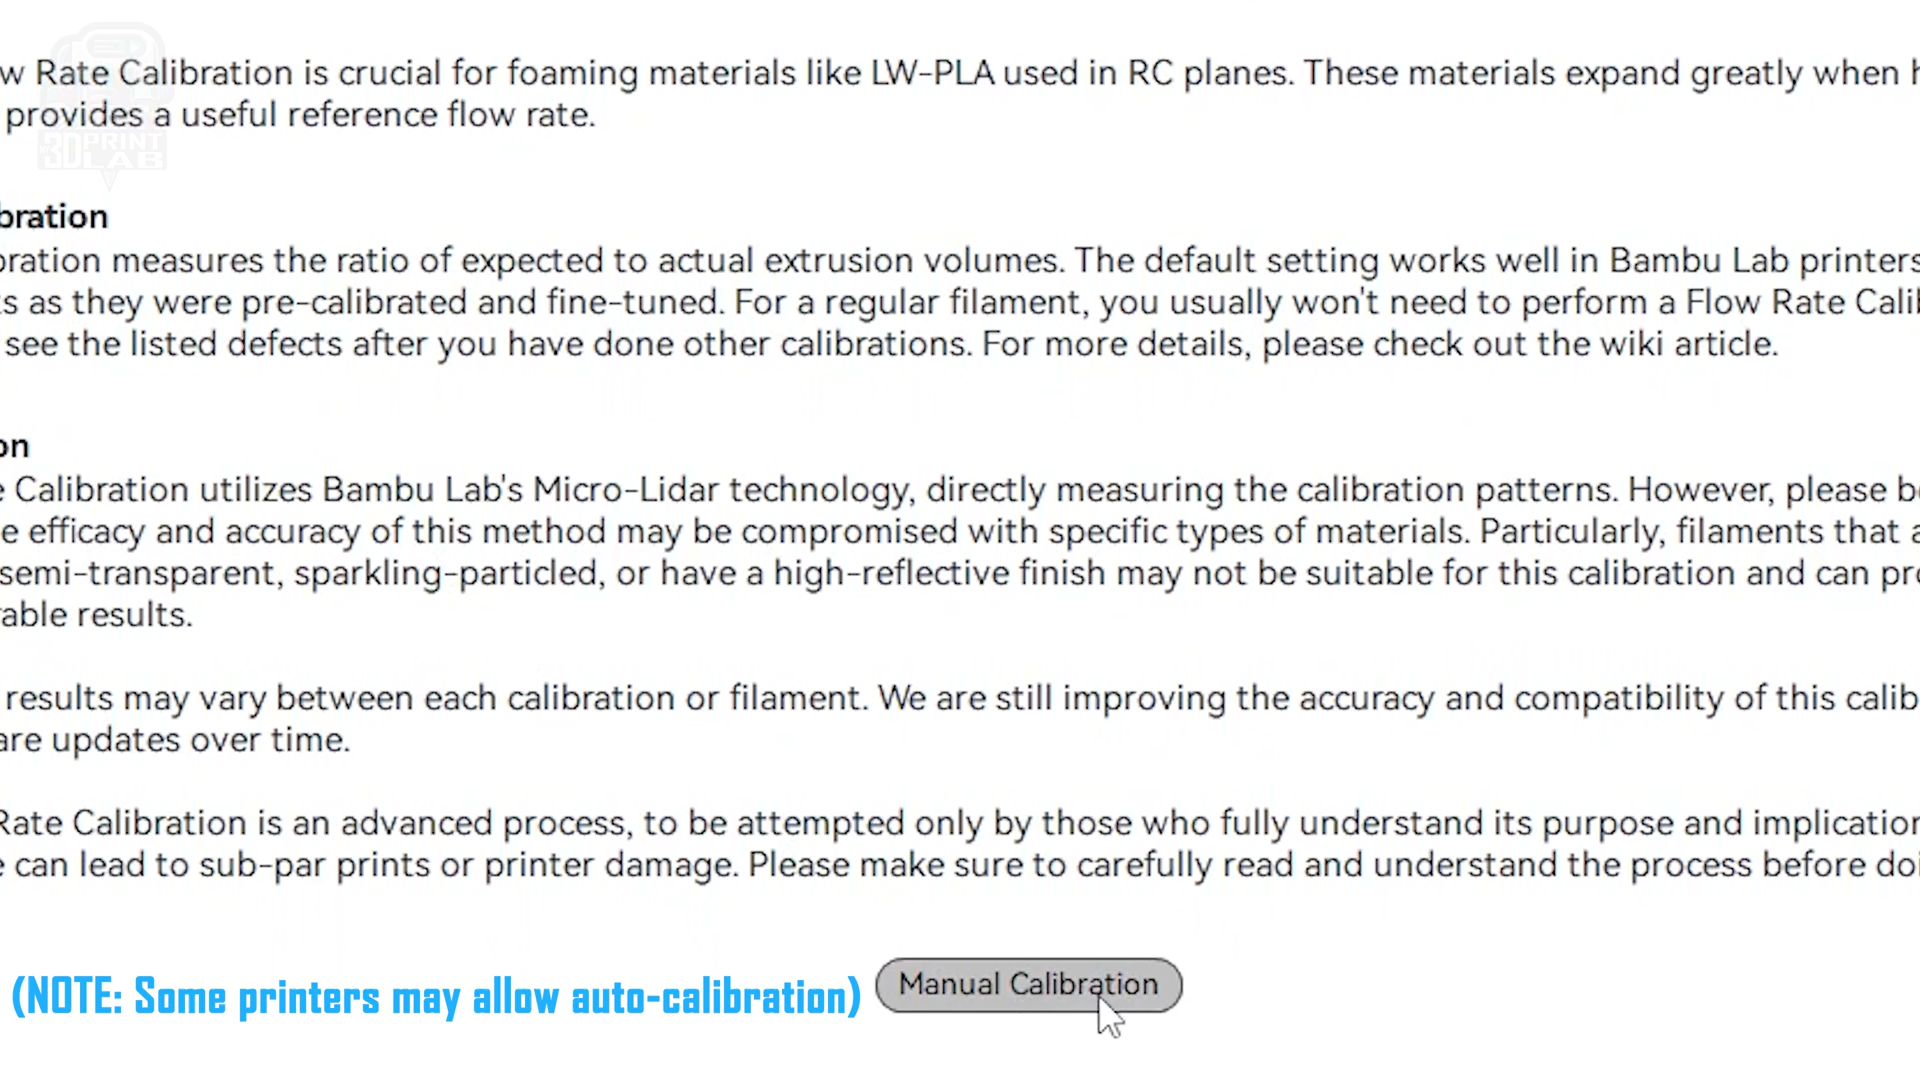 w Rate Calibration is crucial for foaming materials like LW-PLA used in RC planes. These materials expand greatly when h
provides a useful reference flow rate.
3DPRINT
LAB
bration
bration measures the ratio of expected to actual extrusion volumes. The default setting works well in Bambu Lab printers
s as they were pre-calibrated and fine-tuned. For a regular filament, you usually won't need to perform a Flow Rate Calib
see the listed defects after you have done other calibrations. For more details, please check out the wiki article.
on
e Calibration utilizes Bambu Lab's Micro-Lidar technology, directly measuring the calibration patterns. However, please be
e efficacy and accuracy of this method may be compromised with specific types of materials. Particularly, filaments that a
semi-transparent, sparkling-particled, or have a high-reflective finish may not be suitable for this calibration and can pro
able results.
results may vary between each calibration or filament. We are still improving the accuracy and compatibility of this calib
are updates over time.
Rate Calibration is an advanced process, to be attempted only by those who fully understand its purpose and implication
e can lead to sub-par prints or printer damage. Please make sure to carefully read and understand the process before doi
(NOTE: Some printers may allow auto-calibration)
Manual Calibration